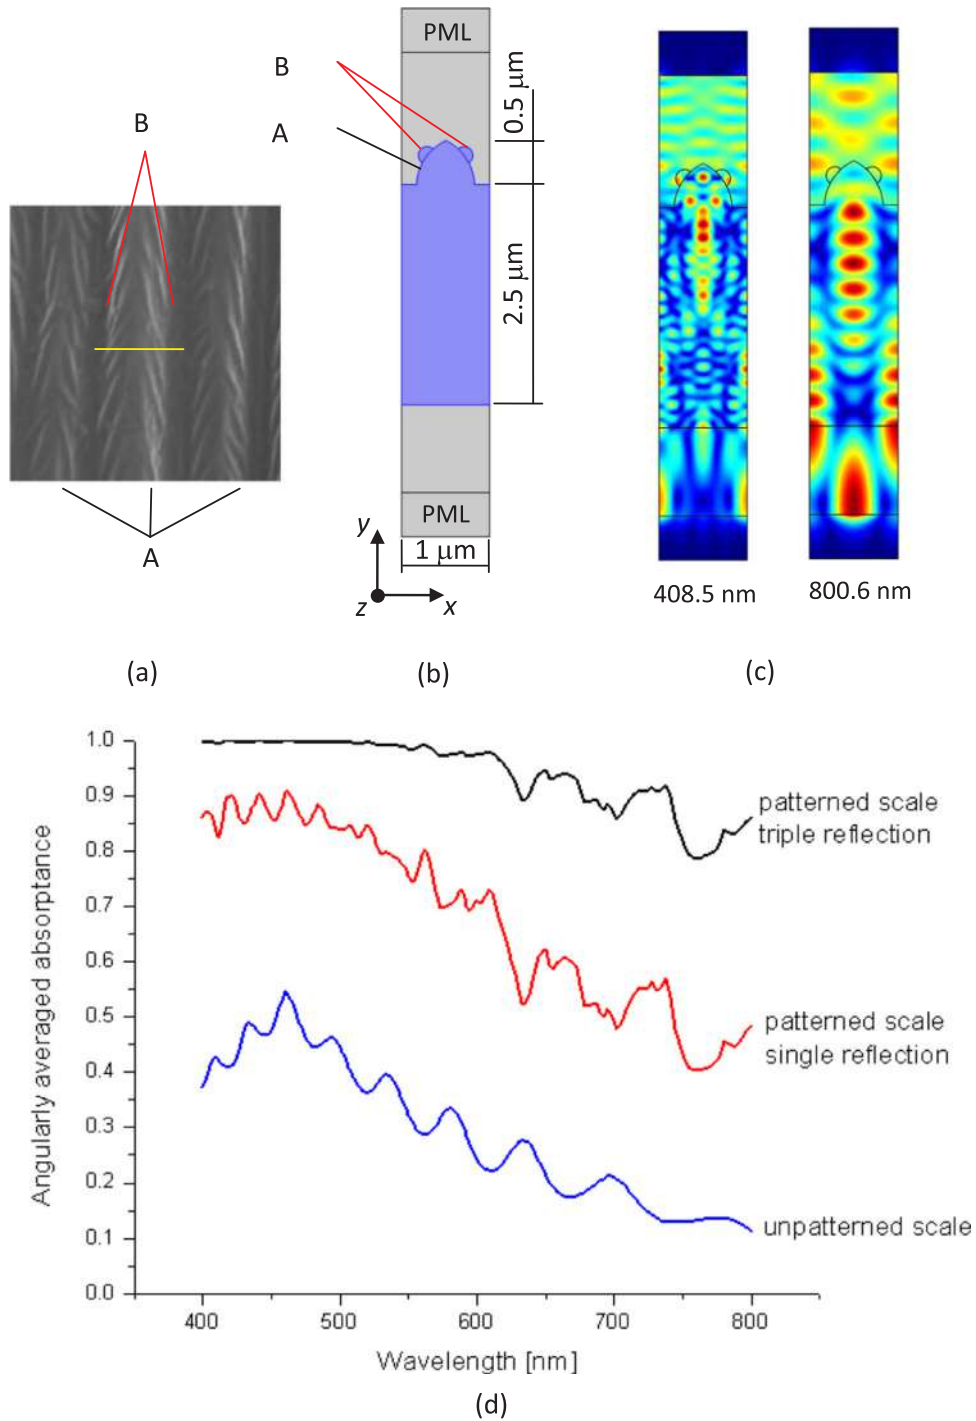 B
A
(a)
PML
B
A
0.5 μm
2.5 μm
PML
y
1 μm
z
x
(b)
408.5 nm
800.6 nm
(c)
1.0
0.9
0.8
0.7
0.6
0.5
0.4
0.3
0.2
0.1
0.0
Angularly averaged absorptance
patterned scale
triple reflection
patterned scale
single reflection
unpatterned scale
400
500
600
700
800
Wavelength [nm]
(d)